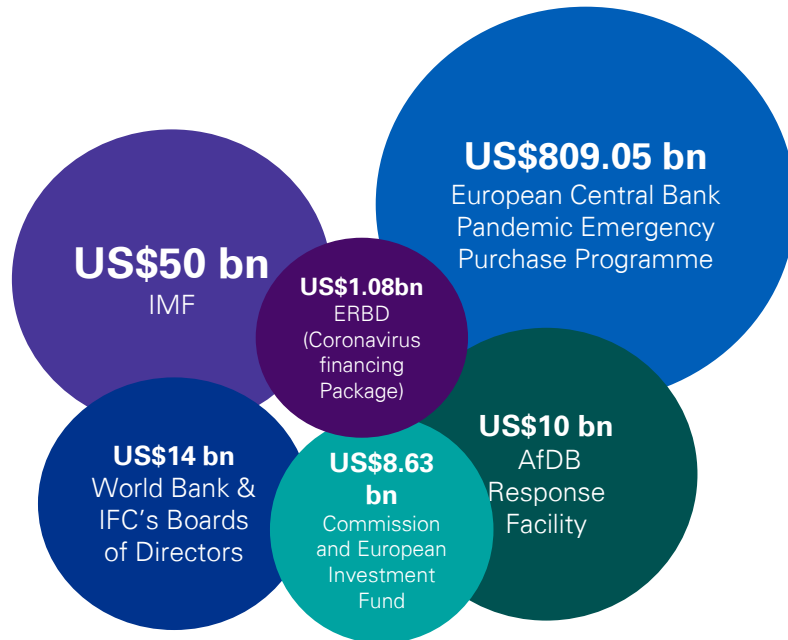 US$809.05 bn
European Central Bank
Pandemic Emergency
Purchase Programme
US$50 bn
IMF
US$1.08bn
ERBD
(Coronavirus
financing
Package)
US$14 bn
World Bank &
IFC's Boards
of Directors
US$8.63
bn
Commission
and European
Investment
Fund
US$10 bn
AfDB
Response
Facility